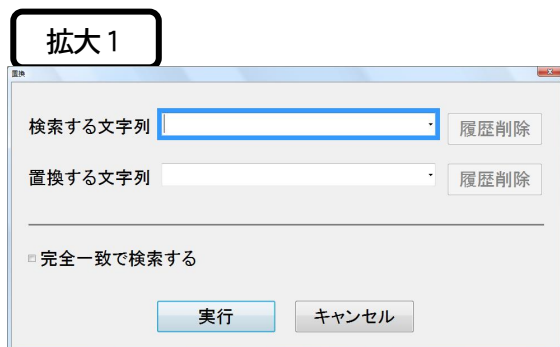 拡大1
置換
検索する文字列 履歴削除
置換する文字列 履歴削除
完全一致で検索する
実行 キャンセル